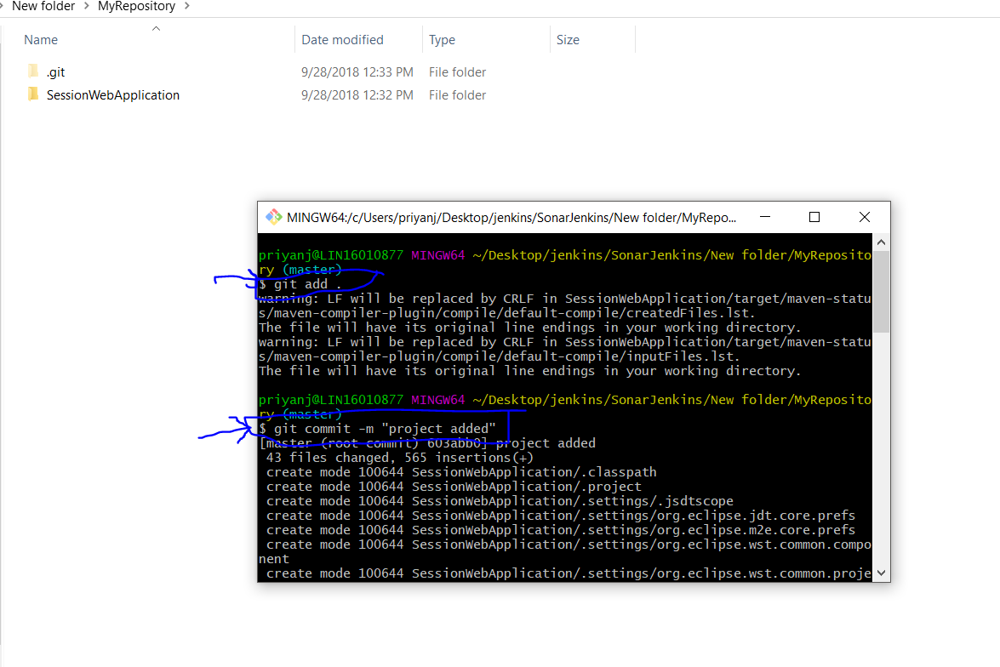 New folder > MyRepository >
Name Date modified Type Size
.git 9/28/2018 12:33 PM File folder
SessionWebApplication 9/28/2018 12:32 PM File folder
MINGW64:/c/Users/priyanj/Desktop/jenkins/SonarJenkins/New folder/MyRepo...
priyanj@LIN16010877 MINGW64 ~/Desktop/jenkins/SonarJenkins/New folder/MyReposito
ry (master)
$ git add .
warning: LF will be replaced by CRLF in SessionWebApplication/target/maven-statu
s/maven-compiler-plugin/compile/default-compile/createdFiles.lst.
The file will have its original line endings in your working directory.
warning: LF will be replaced by CRLF in SessionWebApplication/target/maven-statu
s/maven-compiler-plugin/compile/default-compile/inputFiles.lst.
The file will have its original line endings in your working directory.
priyanj@LIN16010877 MINGW64 ~/Desktop/jenkins/SonarJenkins/New folder/MyReposito
ry (master)
$ git commit -m "project added"
[master (root-commit) 603abb0] project added
43 files changed, 565 insertions(+)
create mode 100644 SessionWebApplication/.classpath
create mode 100644 SessionWebApplication/.project
create mode 100644 SessionWebApplication/.settings/.jsdtscope
create mode 100644 SessionWebApplication/.settings/org.eclipse.jdt.core.prefs
create mode 100644 SessionWebApplication/.settings/org.eclipse.m2e.core.prefs
create mode 100644 SessionWebApplication/.settings/org.eclipse.wst.common.compo
nent
create mode 100644 SessionWebApplication/.settings/org.eclipse.wst.common.proje